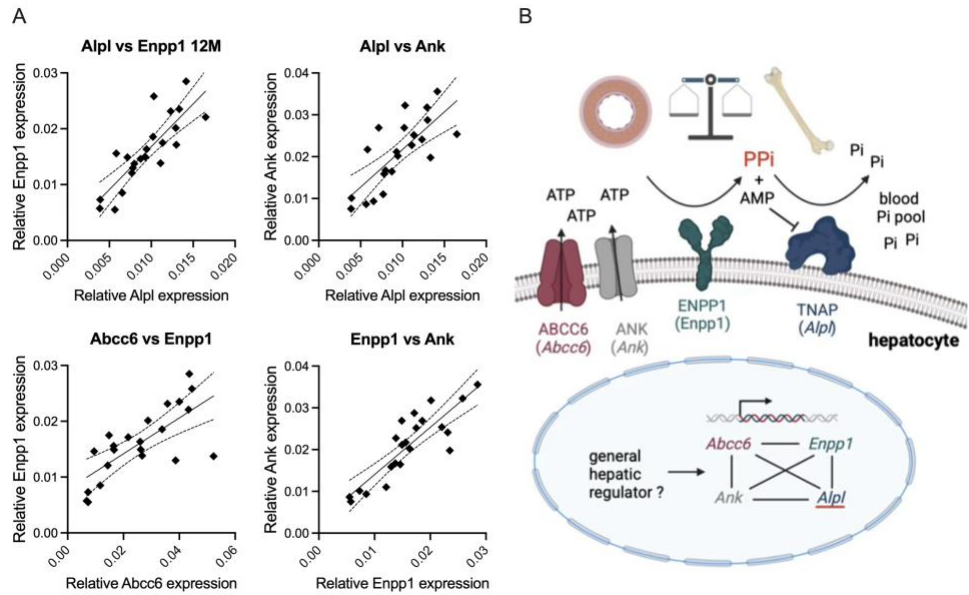 A
Alpl vs Enpp1 12M
Relative Enpp1 expression
0.03
0.02
0.01
0.00
0.000
0.005
0.010
0.015
0.020
Relative Alpl expression
Alpl vs Ank
Relative Ank expression
0.04
0.03
0.02
0.01
0.00
0.000
0.005
0.010
0.015
0.020
Relative Alpl expression
Abcc6 vs Enpp1
Relative Enpp1 expression
0.03
0.02
0.01
0.00
0.00
0.02
0.04
0.06
Relative Abcc6 expression
Enpp1 vs Ank
Relative Ank expression
0.04
0.03
0.02
0.01
0.00
0.00
0.01
0.02
0.03
Relative Enpp1 expression
B
PPi
+
AMP
Pi
Pi
blood
Pi pool
Pi Pi
ATP
ATP
ATP
ABCC6
(Abcc6)
ANK
(Ank)
ENPP1
(Enpp1)
TNAP
(Alpl)
hepatocyte
general
hepatic
regulator ?
Abcc6
Enpp1
Ank
Alpl